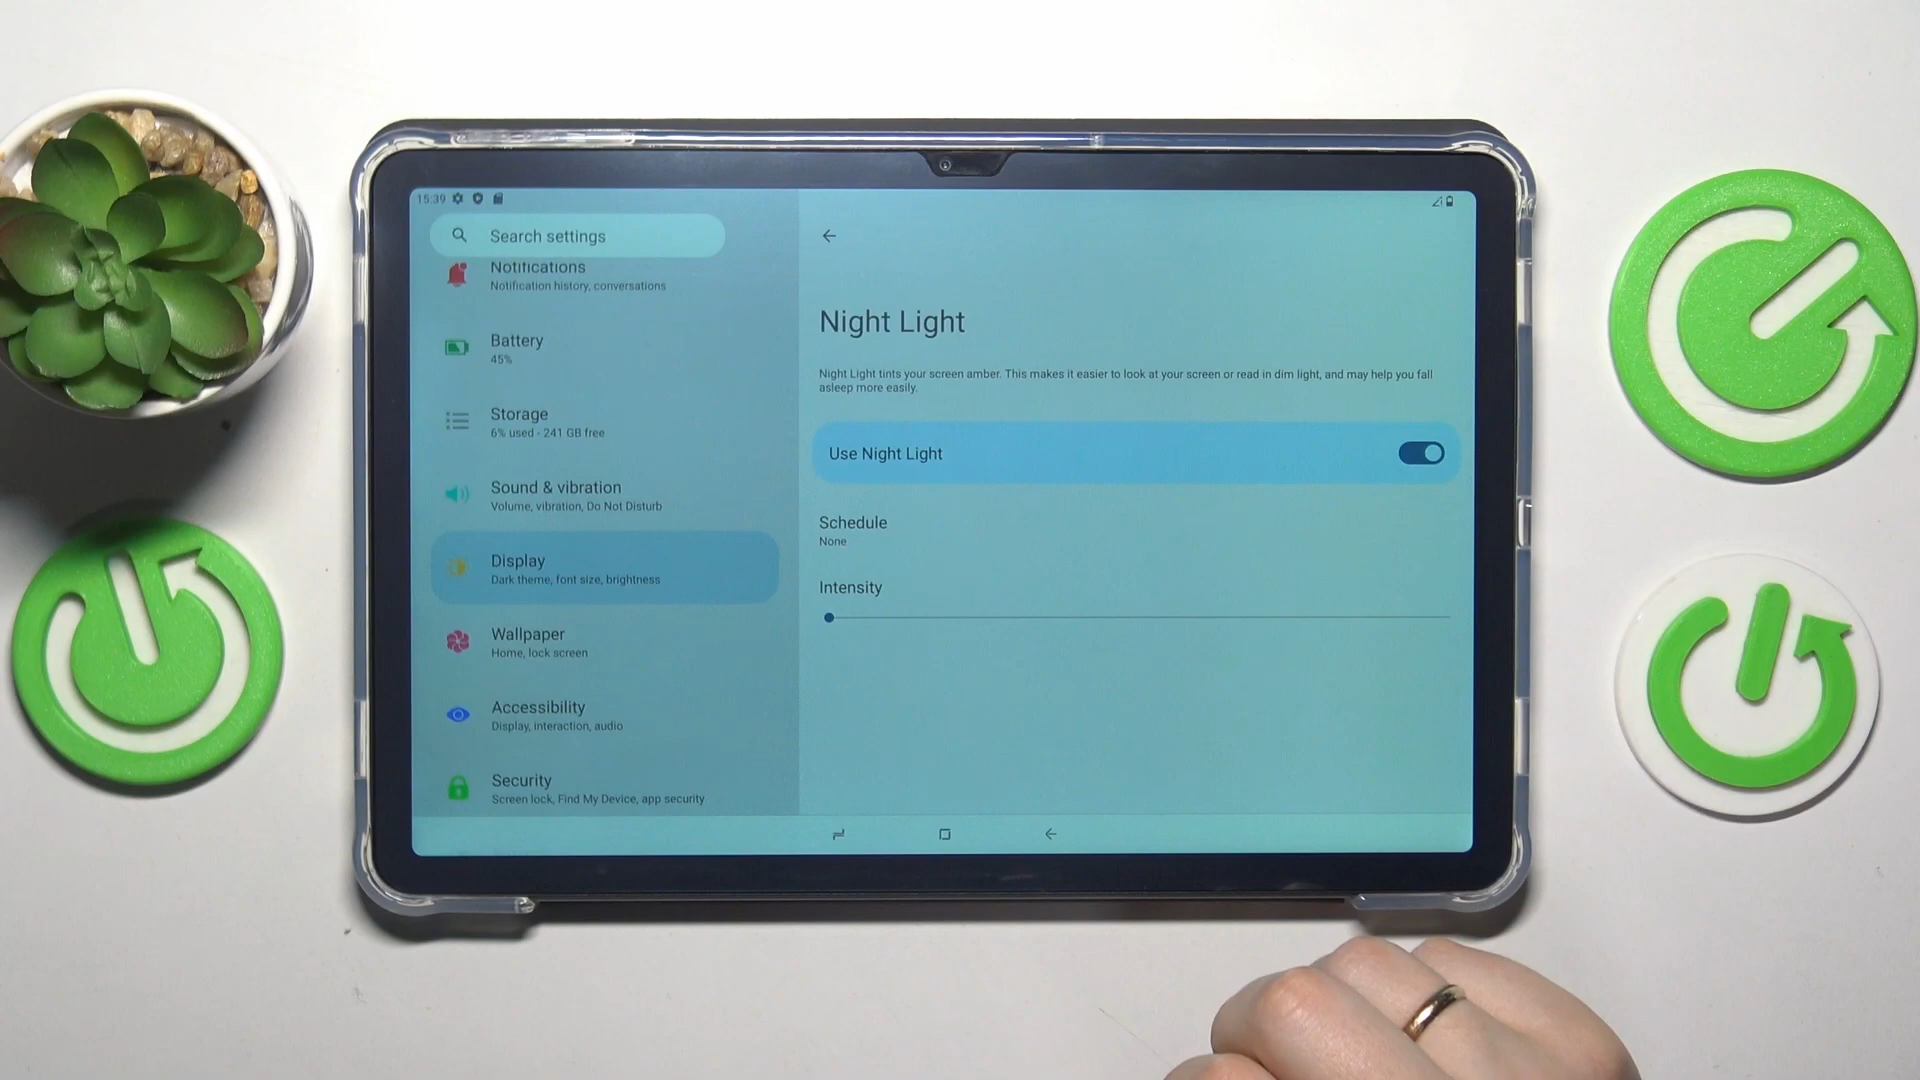 15:39
Search settings
Notifications
Notification history, conversations
Battery
45%
Storage
6% used - 241 GB free
Sound & vibration
Volume, vibration, Do Not Disturb
Display
Dark theme, font size, brightness
Wallpaper
Home, lock screen
Accessibility
Display, interaction, audio
Security
Screen lock, Find My Device, app security
Night Light
Night Light tints your screen amber. This makes it easier to look at your screen or read in dim light, and may help you fall
asleep more easily.
Use Night Light
Schedule
None
Intensity